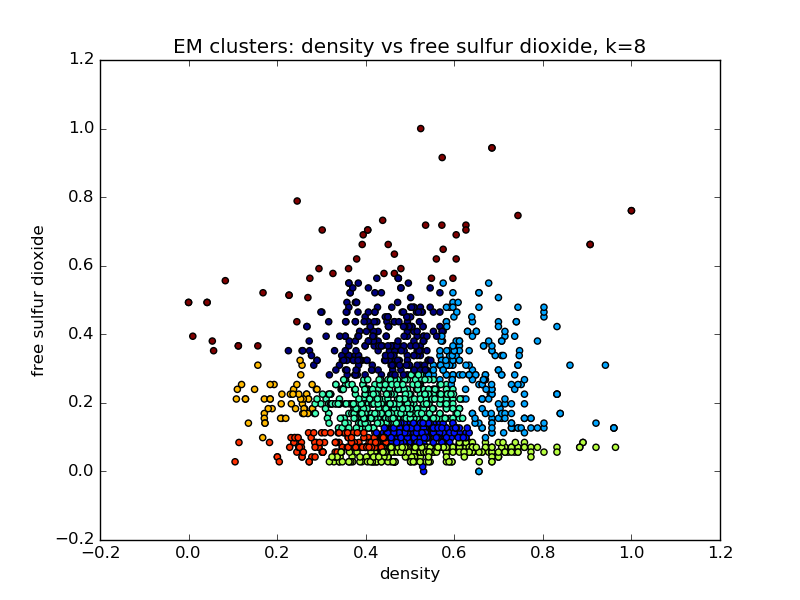 EM clusters: density vs free sulfur dioxide, k=8
1.2
1.0
0.8
0.6
0.4
0.2
0.0
−0.2
free sulfur dioxide
−0.2 0.0 0.2 0.4 0.6 0.8 1.0 1.2
density